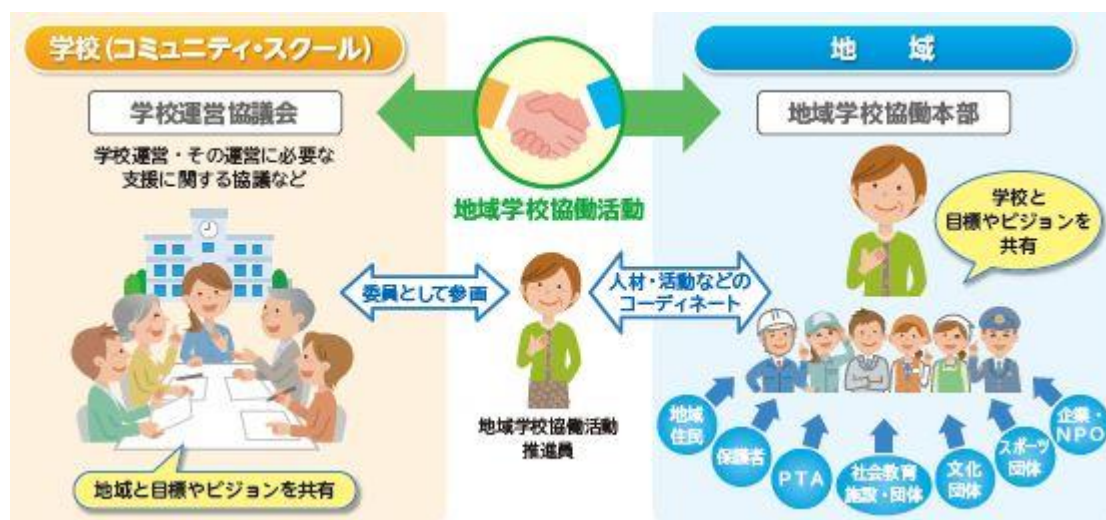 学校(コミュニティ・スクール)
学校運営協議会
学校運営・その運営に必要な
支援に関する協議など
地域と目標やビジョンを共有
地域学校協働活動
委員として参画
人材・活動などの
コーディネート
地域学校協働活動
推進員
地　域
地域学校協働本部
学校と
目標やビジョンを
共有
地域
住民
保護者
PTA
社会教育
施設・団体
文化
団体
スポーツ
団体
企業・
NPO